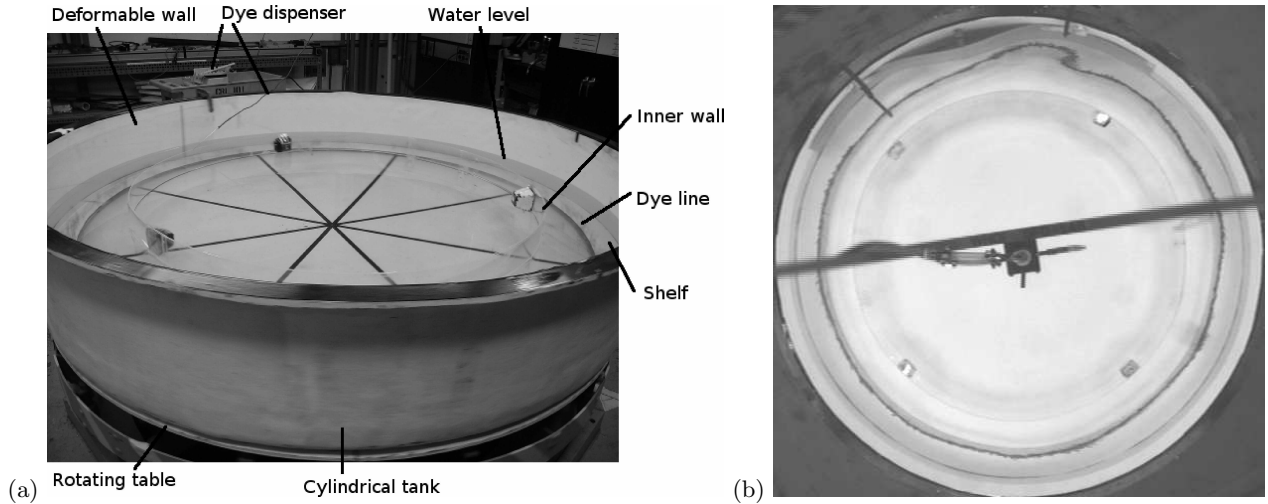 Deformable wall
Dye dispenser
Water level
Inner wall
Dye line
Shelf
(a)
Rotating table
Cylindrical tank
(b)